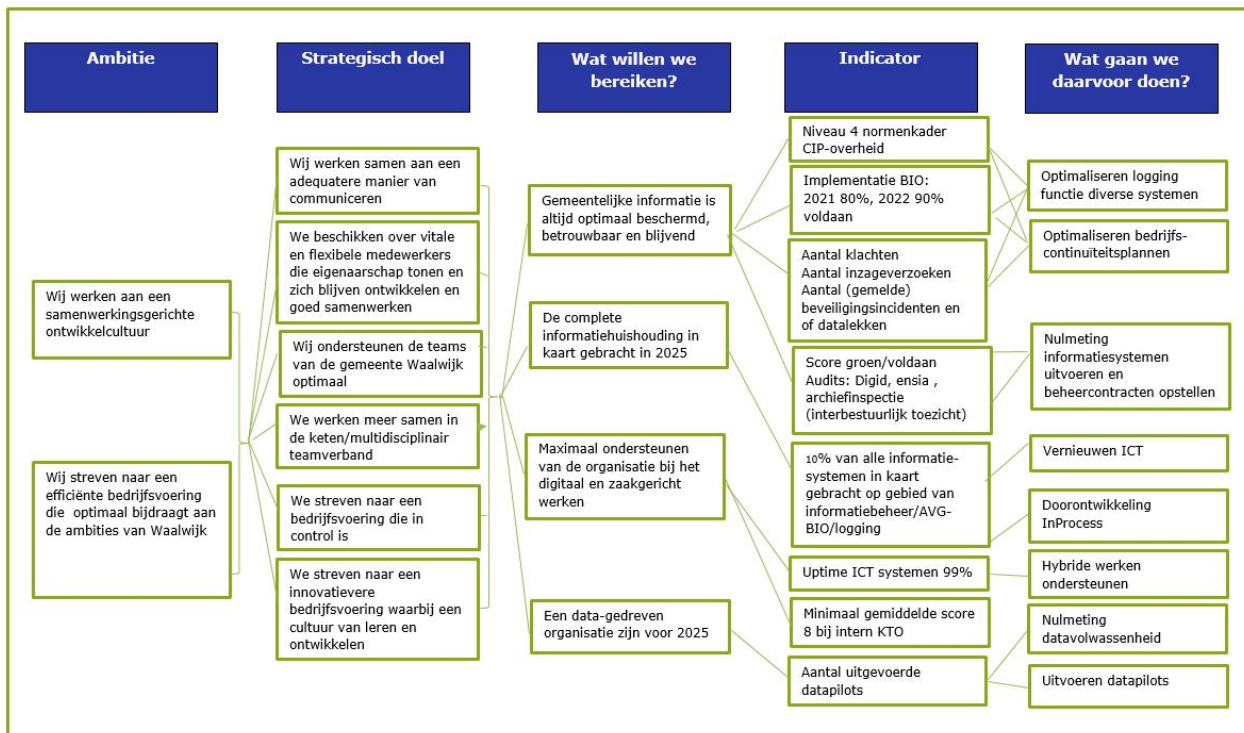 Ambitie
Strategisch doel
Wat willen we
bereiken?
Indicator
Wat gaan we
daarvoor doen?
Wij werken aan een
samenwerkingsgerichte
ontwikkelcultuur
Wij streven naar een
efficiënte bedrijfsvoering
die optimaal bijdraagt aan
de ambities van Waalwijk
Wij werken samen aan een
adequatere manier van
communiceren
We beschikken over vitale
en flexibele medewerkers
die eigenaarschap tonen en
zich blijven ontwikkelen en
goed samenwerken
Wij ondersteunen de teams
van de gemeente Waalwijk
optimaal
We werken meer samen in
de keten/multidisciplinair
teamverband
We streven naar een
bedrijfsvoering die in
control is
We streven naar een
innovatievere
bedrijfsvoering waarbij een
cultuur van leren en
ontwikkelen
Gemeentelijke informatie is
altijd optimaal beschermd,
betrouwbaar en blijvend
De complete
informatiehuishouding in
kaart gebracht in 2025
Maximaal ondersteunen
van de organisatie bij het
digitaal en zaakgericht
werken
Een data-gedreven
organisatie zijn voor 2025
Niveau 4 normenkader
CIP-overheid
Implementatie BIO:
2021 80%, 2022 90%
voldaan
Aantal klachten
Aantal inzageverzoeken
Aantal (gemelde)
beveiligingsincidenten en
of datalekken
Score groen/voldaan
Audits: Digid, ensia ,
archiefinspectie
(interbestuurlijk toezicht)
10% van alle informatie-
systemen in kaart
gebracht op gebied van
informatiebeheer/AVG-
BIO/logging
Uptime ICT systemen 99%
Minimaal gemiddelde score
8 bij intern KTO
Aantal uitgevoerde
datapilots
Optimaliseren logging
functie diverse systemen
Optimaliseren bedrijfs-
continuïteitsplannen
Nulmeting
informatiesystemen
uitvoeren en
beheercontracten opstellen
Vernieuwen ICT
Doorontwikkeling
InProcess
Hybride werken
ondersteunen
Nulmeting
datavolwassenheid
Uitvoeren datapilots